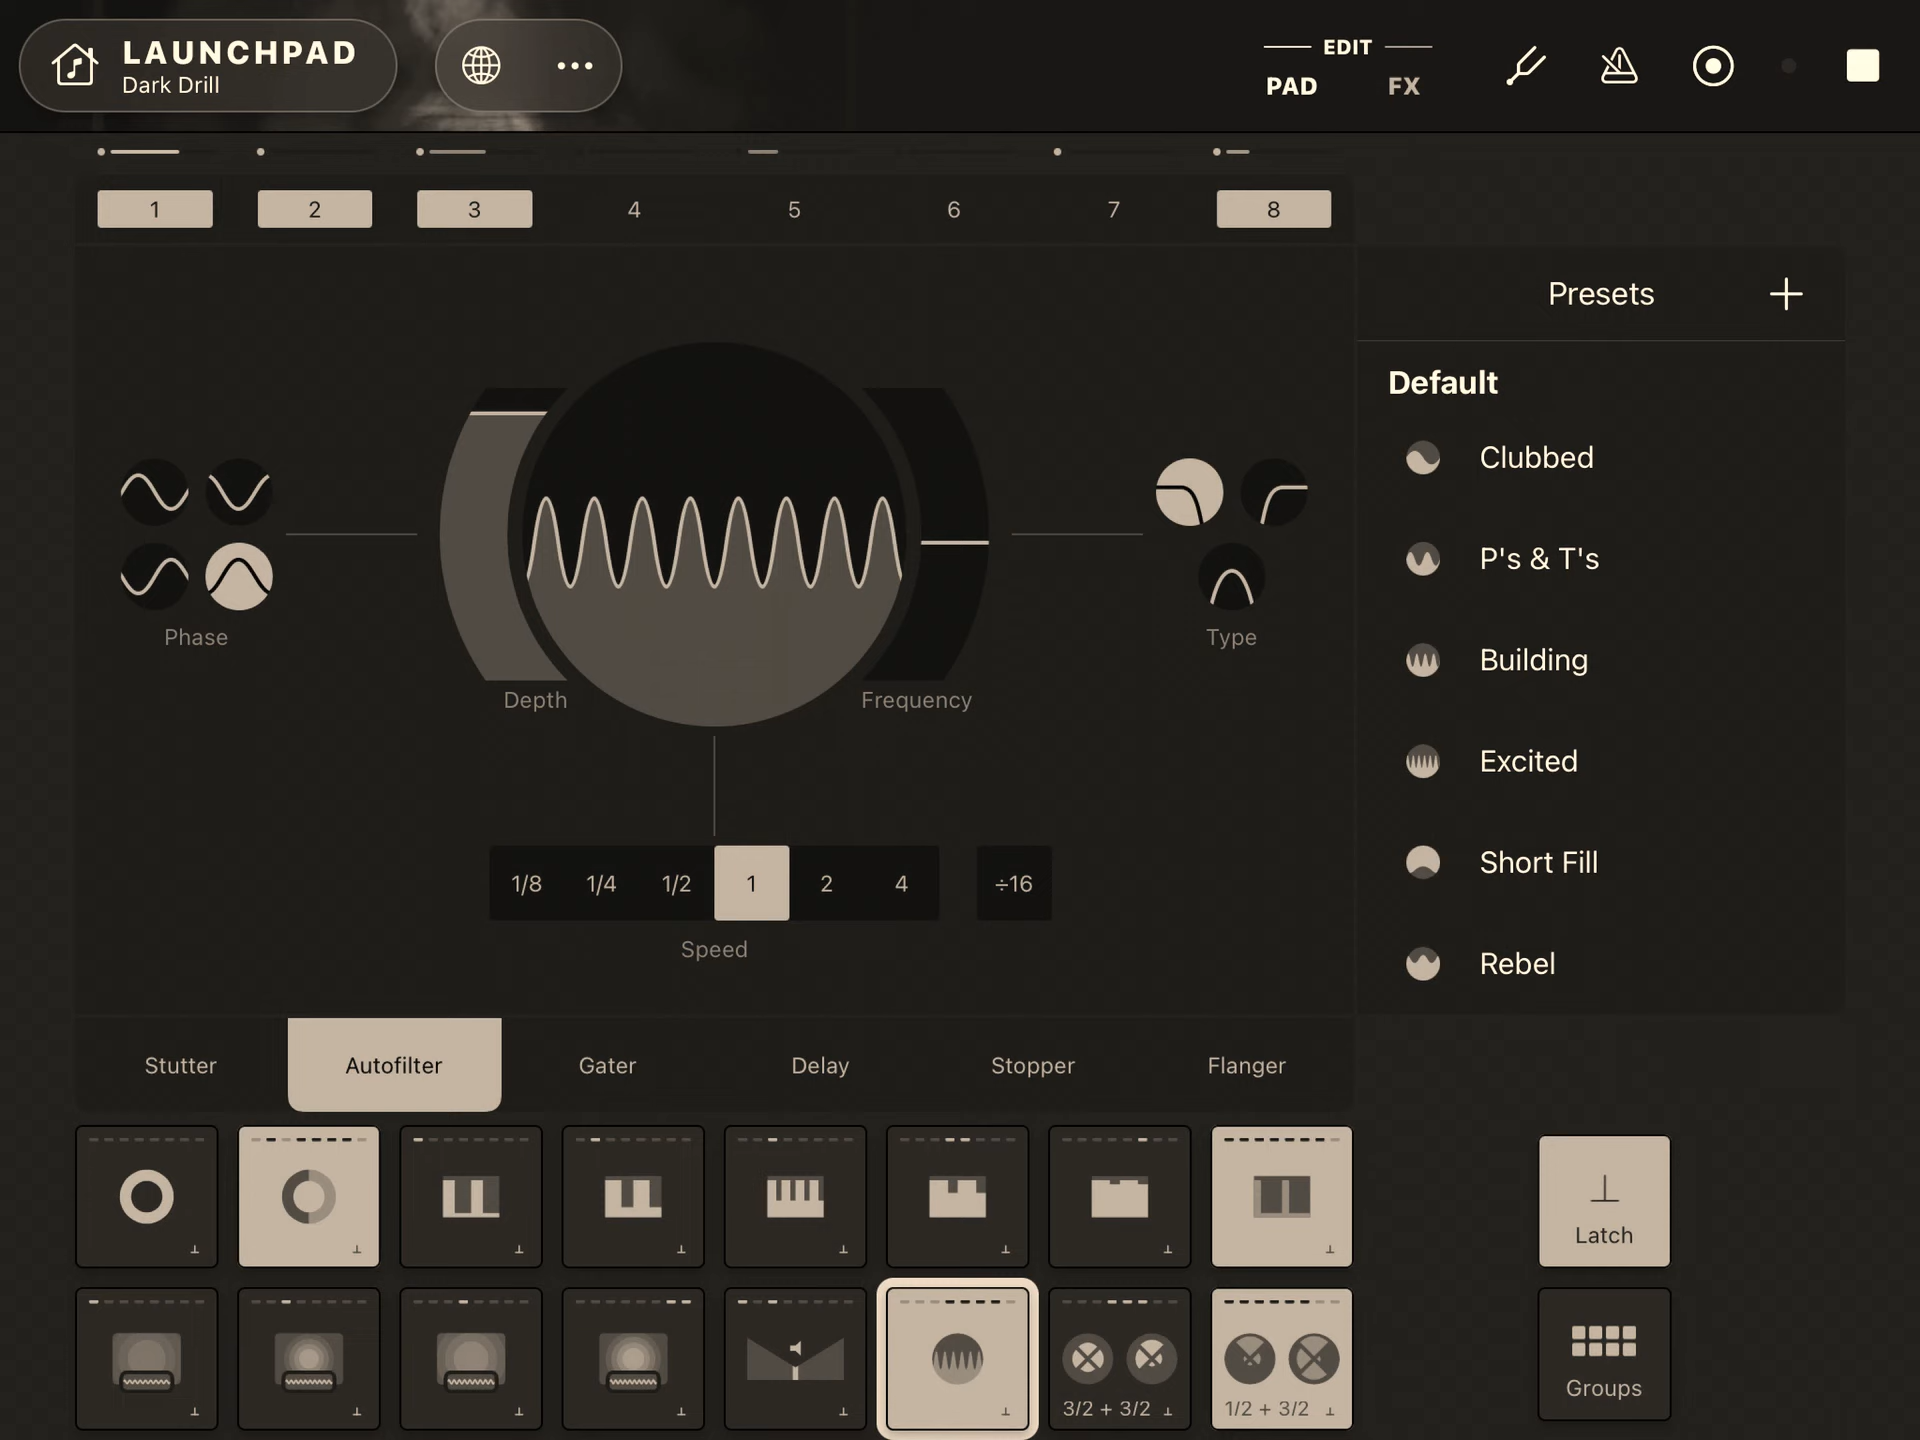 LAUNCHPAD
Dark Drill
EDIT
PAD FX
1 2 3 4 5 6 7 8
Presets
Default
Clubbed
P's & T's
Building
Excited
Short Fill
Rebel
Phase
Depth
Frequency
Type
1/8 1/4 1/2 1 2 4 ÷16
Speed
Stutter Autofilter Gater Delay Stopper Flanger
Latch
3/2 + 3/2
1/2 + 3/2
Groups